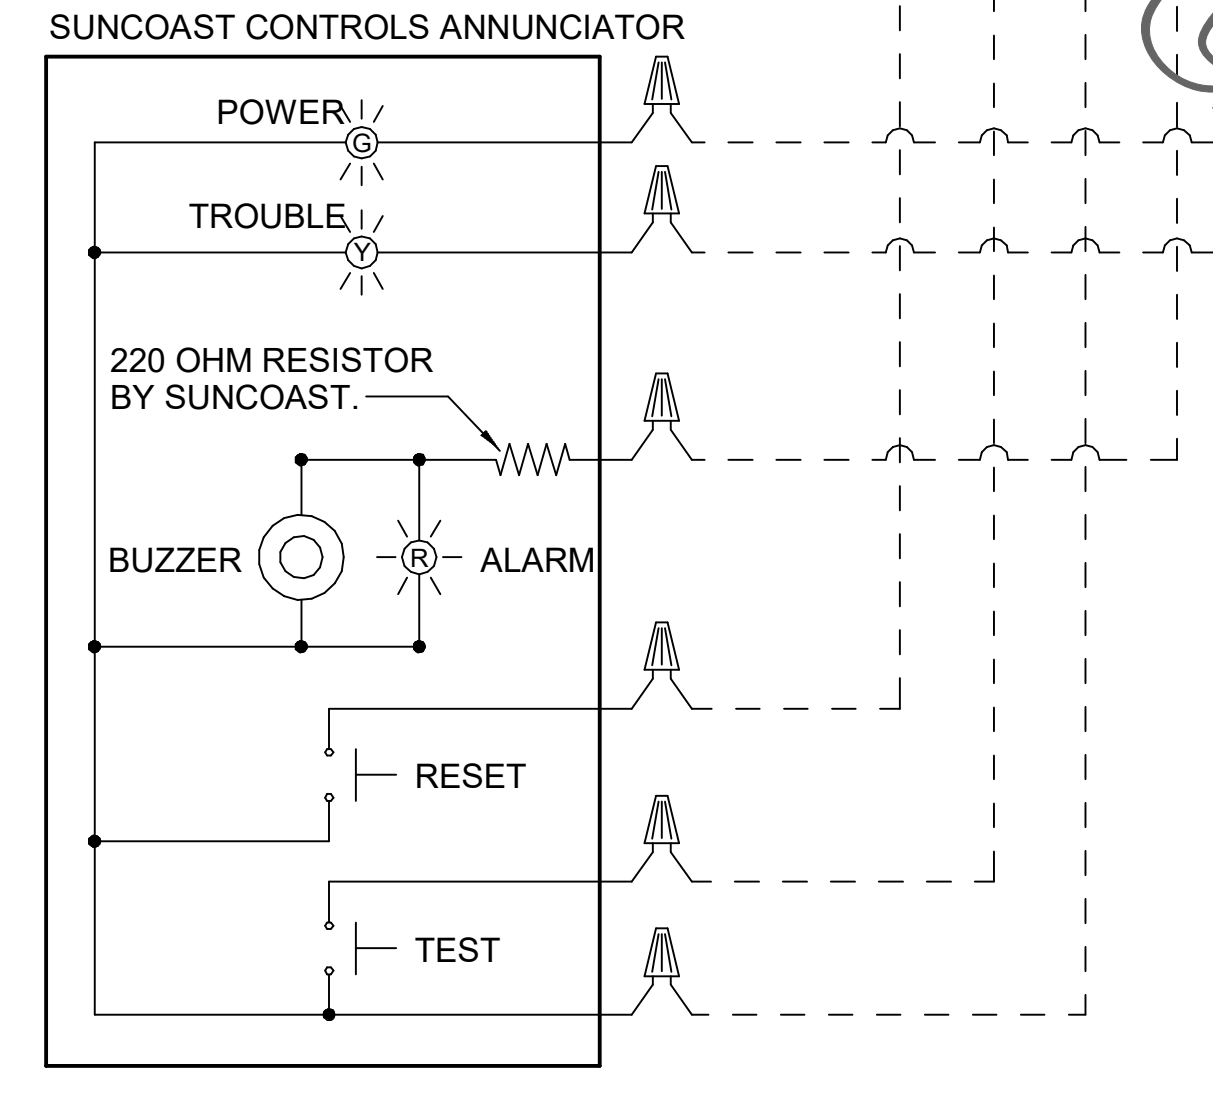 SUNCOAST CONTROLS ANNUNCIATOR
POWER
G
TROUBLE
Y
220 OHM RESISTOR
BY SUNCOAST.
BUZZER
R
ALARM
RESET
TEST